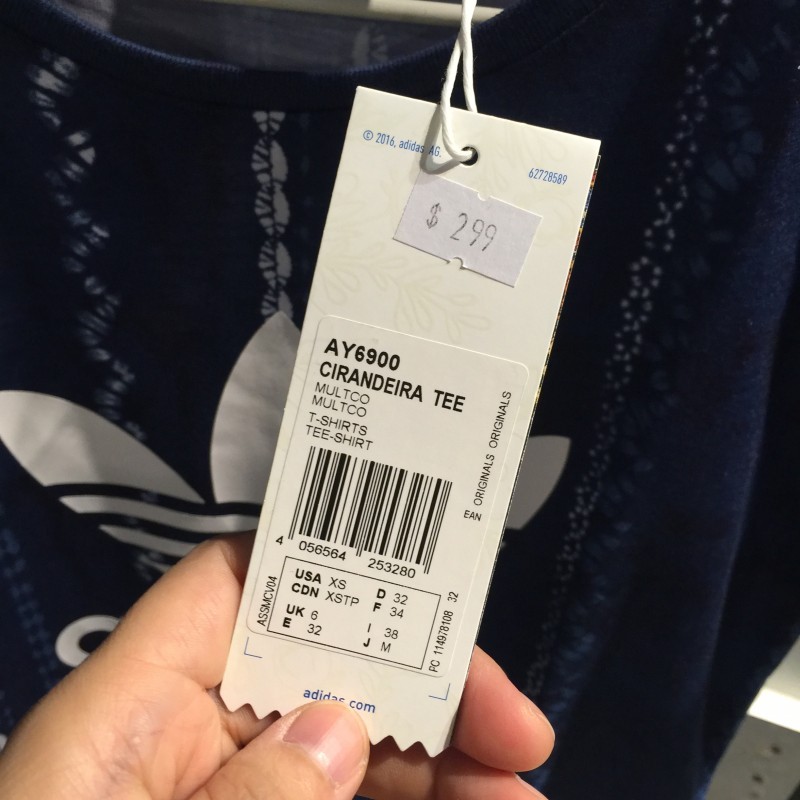 © 2016, adidas AG.
62728589
$ 299
AY6900
CIRANDEIRA TEE
MULTCO
MULTCO
T-SHIRTS
TEE-SHIRT
ORIGINALS ORIGINALS
EAN
4 056564 253280
USA XS D 32
CDN XSTP F 34
UK 6 I 38
E 32 J M
ASSMCV04
PC 114978108 32
adidas.com